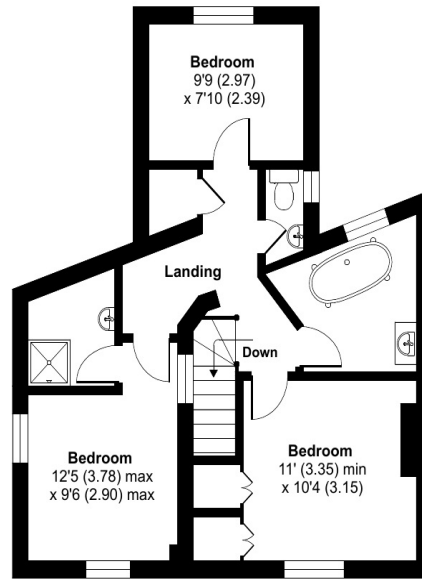 Bedroom
9'9 (2.97)
x 7'10 (2.39)
Landing
Down
Bedroom
12'5 (3.78) max
x 9'6 (2.90) max
Bedroom
11' (3.35) min
x 10'4 (3.15)